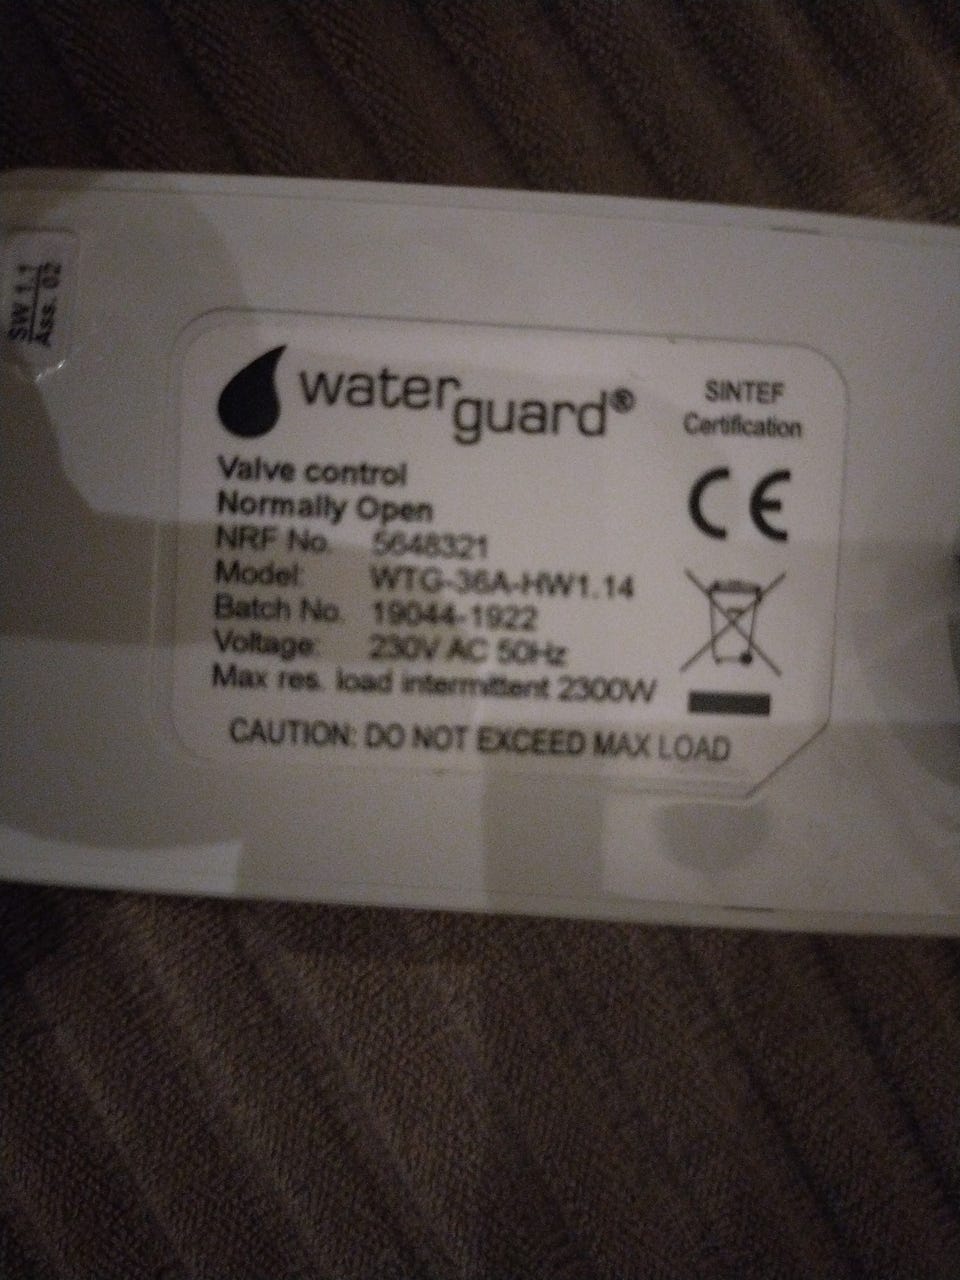 SW 1.1
Ass. 02
waterguard®
SINTEF
Certification
Valve control
Normally Open
NRF No. 5648321
Model: WTG-36A-HW1.14
Batch No. 19044-1922
Voltage: 230V AC 50Hz
Max res. load intermittent 2300W
CE
CAUTION: DO NOT EXCEED MAX LOAD